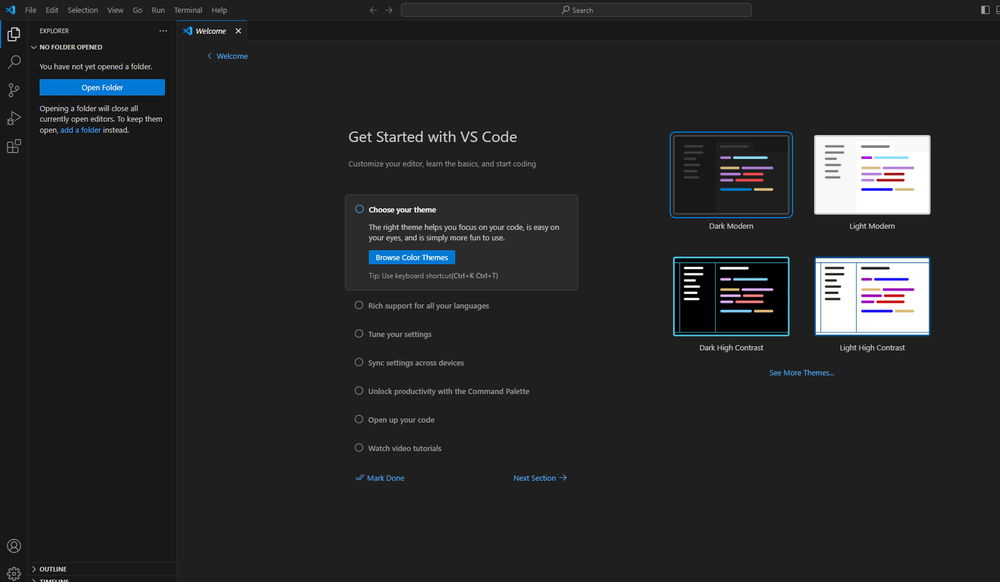 File Edit Selection View Go Run Terminal Help
Search
EXPLORER
Welcome
NO FOLDER OPENED
You have not yet opened a folder.
Open Folder
Opening a folder will close all
currently open editors. To keep them
open, add a folder instead.
Welcome
Get Started with VS Code
Customize your editor, learn the basics, and start coding
Choose your theme
The right theme helps you focus on your code, is easy on
your eyes, and is simply more fun to use.
Browse Color Themes
Tip: Use keyboard shortcut(Ctrl+K Ctrl+T)
Rich support for all your languages
Tune your settings
Sync settings across devices
Unlock productivity with the Command Palette
Open up your code
Watch video tutorials
Mark Done
Next Section
Dark Modern
Light Modern
Dark High Contrast
Light High Contrast
See More Themes...
OUTLINE
TIMELINE